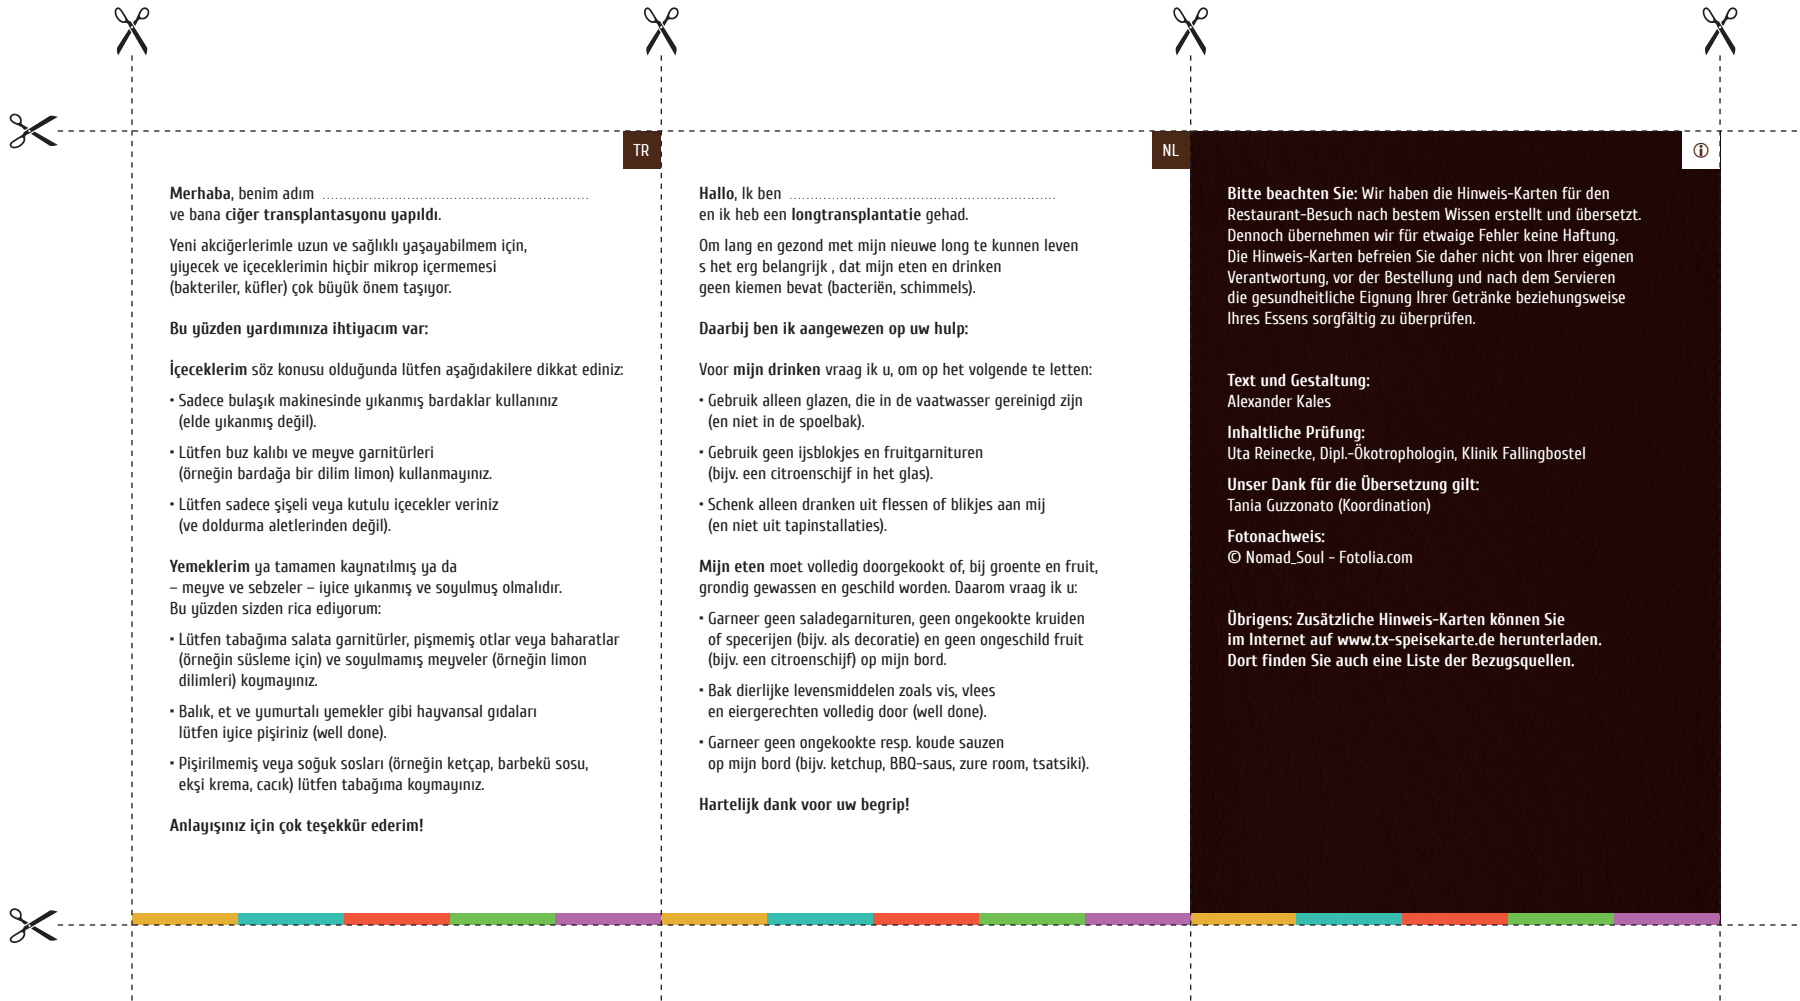 TR
Merhaba, benim adım ................................................................
ve bana ciğer transplantasyonu yapıldı.
Yeni akciğerlerimle uzun ve sağlıklı yaşayabilmem için,
yiyecek ve içeceklerimin hiçbir mikrop içermemesi
(bakteriler, küfler) çok büyük önem taşıyor.
Bu yüzden yardımınıza ihtiyacım var:
İçeceklerim söz konusu olduğunda lütfen aşağıdakilere dikkat ediniz:
• Sadece bulaşık makinesinde yıkanmış bardaklar kullanınız
(elde yıkanmış değil).
• Lütfen buz kalıbı ve meyve garnitürleri
(örneğin bardağa bir dilim limon) kullanmayınız.
• Lütfen sadece şişeli veya kutulu içecekler veriniz
(ve doldurma aletlerinden değil).
Yemeklerim ya tamamen kaynatılmış ya da
– meyve ve sebzeler – iyice yıkanmış ve soyulmuş olmalıdır.
Bu yüzden sizden rica ediyorum:
• Lütfen tabağıma salata garnitürler, pişmemiş otlar veya baharatlar
(örneğin süsleme için) ve soyulmamış meyveler (örneğin limon
dilimleri) koymayınız.
• Balık, et ve yumurtalı yemekler gibi hayvansal gıdaları
lütfen iyice pişiriniz (well done).
• Pişirilmemiş veya soğuk sosları (örneğin ketçap, barbekü sosu,
ekşi krema, cacık) lütfen tabağıma koymayınız.
Anlayışınız için çok teşekkür ederim!
NL
Hallo, Ik ben ................................................................
en ik heb een longtransplantatie gehad.
Om lang en gezond met mijn nieuwe long te kunnen leven
s het erg belangrijk , dat mijn eten en drinken
geen kiemen bevat (bacteriën, schimmels).
Daarbij ben ik aangewezen op uw hulp:
Voor mijn drinken vraag ik u, om op het volgende te letten:
• Gebruik alleen glazen, die in de vaatwasser gereinigd zijn
(en niet in de spoelbak).
• Gebruik geen ijsblokjes en fruitgarnituren
(bijv. een citroenschijf in het glas).
• Schenk alleen dranken uit flessen of blikjes aan mij
(en niet uit tapinstallaties).
Mijn eten moet volledig doorgekookt of, bij groente en fruit,
grondig gewassen en geschild worden. Daarom vraag ik u:
• Garneer geen saladegarnituren, geen ongekookte kruiden
of specerijen (bijv. als decoratie) en geen ongeschild fruit
(bijv. een citroenschijf) op mijn bord.
• Bak dierlijke levensmiddelen zoals vis, vlees
en eiergerechten volledig door (well done).
• Garneer geen ongekookte resp. koude sauzen
op mijn bord (bijv. ketchup, BBQ-saus, zure room, tsatsiki).
Hartelijk dank voor uw begrip!
i
Bitte beachten Sie: Wir haben die Hinweis-Karten für den
Restaurant-Besuch nach bestem Wissen erstellt und übersetzt.
Dennoch übernehmen wir für etwaige Fehler keine Haftung.
Die Hinweis-Karten befreien Sie daher nicht von Ihrer eigenen
Verantwortung, vor der Bestellung und nach dem Servieren
die gesundheitliche Eignung Ihrer Getränke beziehungsweise
Ihres Essens sorgfältig zu überprüfen.
Text und Gestaltung:
Alexander Kales
Inhaltliche Prüfung:
Uta Reinecke, Dipl.-Ökotrophologin, Klinik Fallingbostel
Unser Dank für die Übersetzung gilt:
Tania Guzzonato (Koordination)
Fotonachweis:
© Nomad_Soul - Fotolia.com
Übrigens: Zusätzliche Hinweis-Karten können Sie
im Internet auf www.tx-speisekarte.de herunterladen.
Dort finden Sie auch eine Liste der Bezugsquellen.